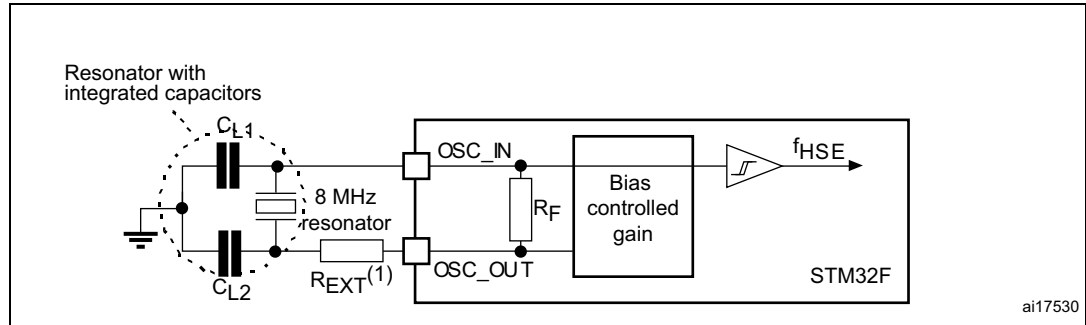 Resonator with
integrated capacitors
CL1
OSC_IN
fHSE
8 MHz
resonator
RF
Bias
controlled
gain
REXT(1)
OSC_OUT
STM32F
CL2
ai17530